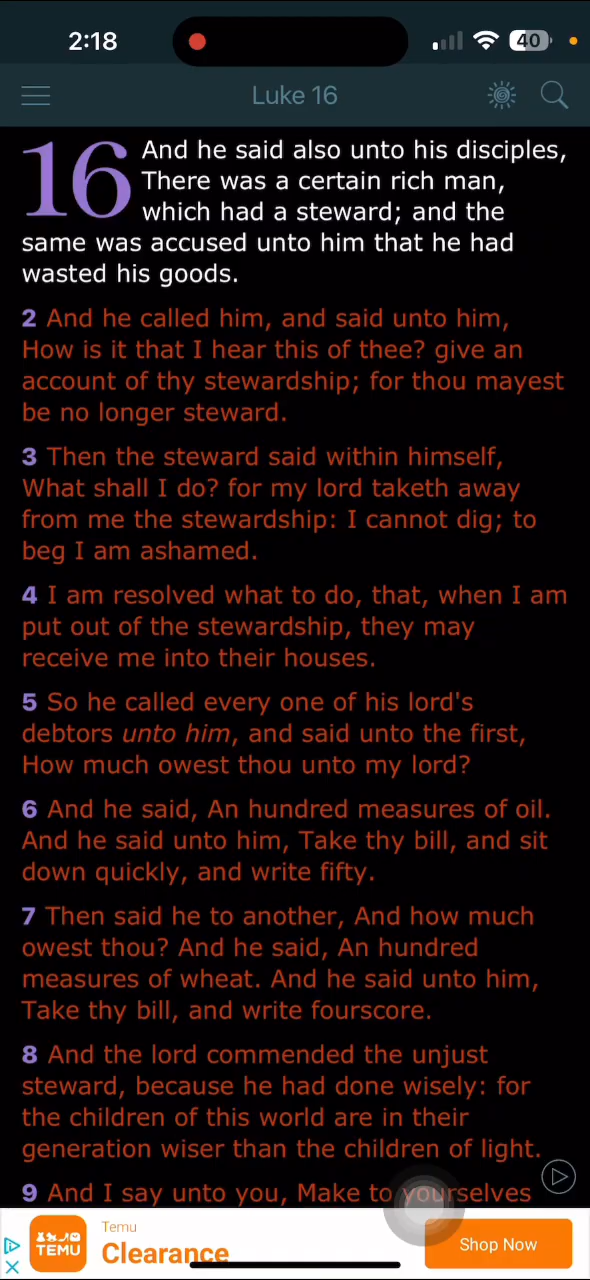 2:18
40
Luke 16
16 And he said also unto his disciples,
There was a certain rich man,
which had a steward; and the
same was accused unto him that he had
wasted his goods.
2 And he called him, and said unto him,
How is it that I hear this of thee? give an
account of thy stewardship; for thou mayest
be no longer steward.
3 Then the steward said within himself,
What shall I do? for my lord taketh away
from me the stewardship: I cannot dig; to
beg I am ashamed.
4 I am resolved what to do, that, when I am
put out of the stewardship, they may
receive me into their houses.
5 So he called every one of his lord's
debtors unto him, and said unto the first,
How much owest thou unto my lord?
6 And he said, An hundred measures of oil.
And he said unto him, Take thy bill, and sit
down quickly, and write fifty.
7 Then said he to another, And how much
owest thou? And he said, An hundred
measures of wheat. And he said unto him,
Take thy bill, and write fourscore.
8 And the lord commended the unjust
steward, because he had done wisely: for
the children of this world are in their
generation wiser than the children of light.
9 And I say unto you, Make to yourselves
TEMU
Temu
Clearance
Shop Now